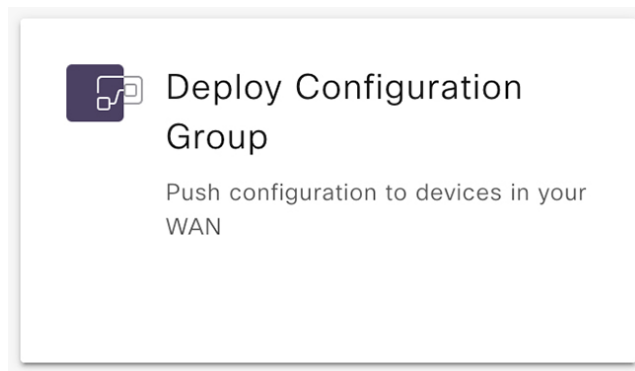 Deploy Configuration
Group
Push configuration to devices in your
WAN